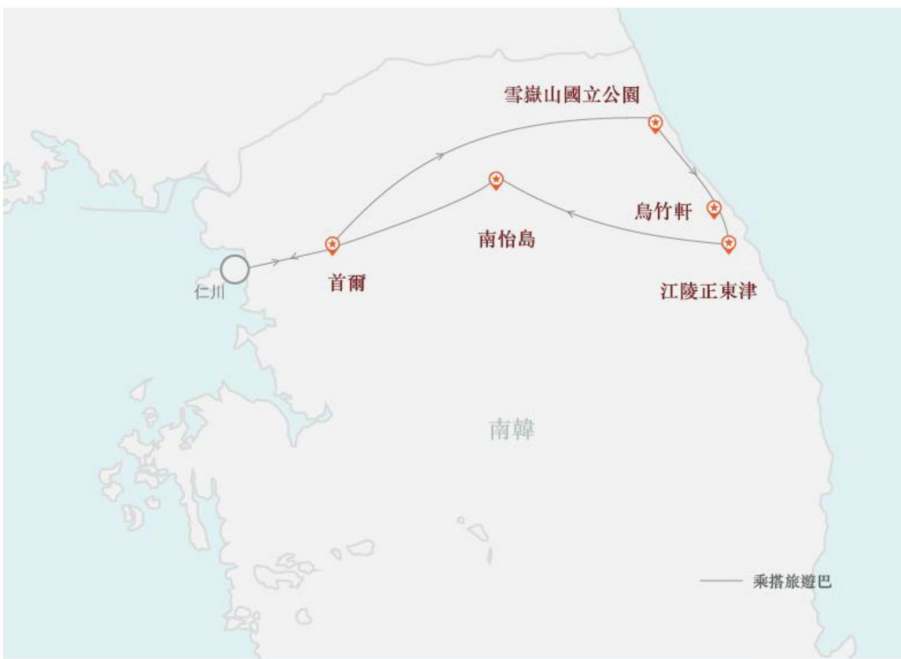 雪嶽山國立公園
烏竹軒
南怡島
江陵正東津
首爾
仁川
南韓
乘搭旅遊巴